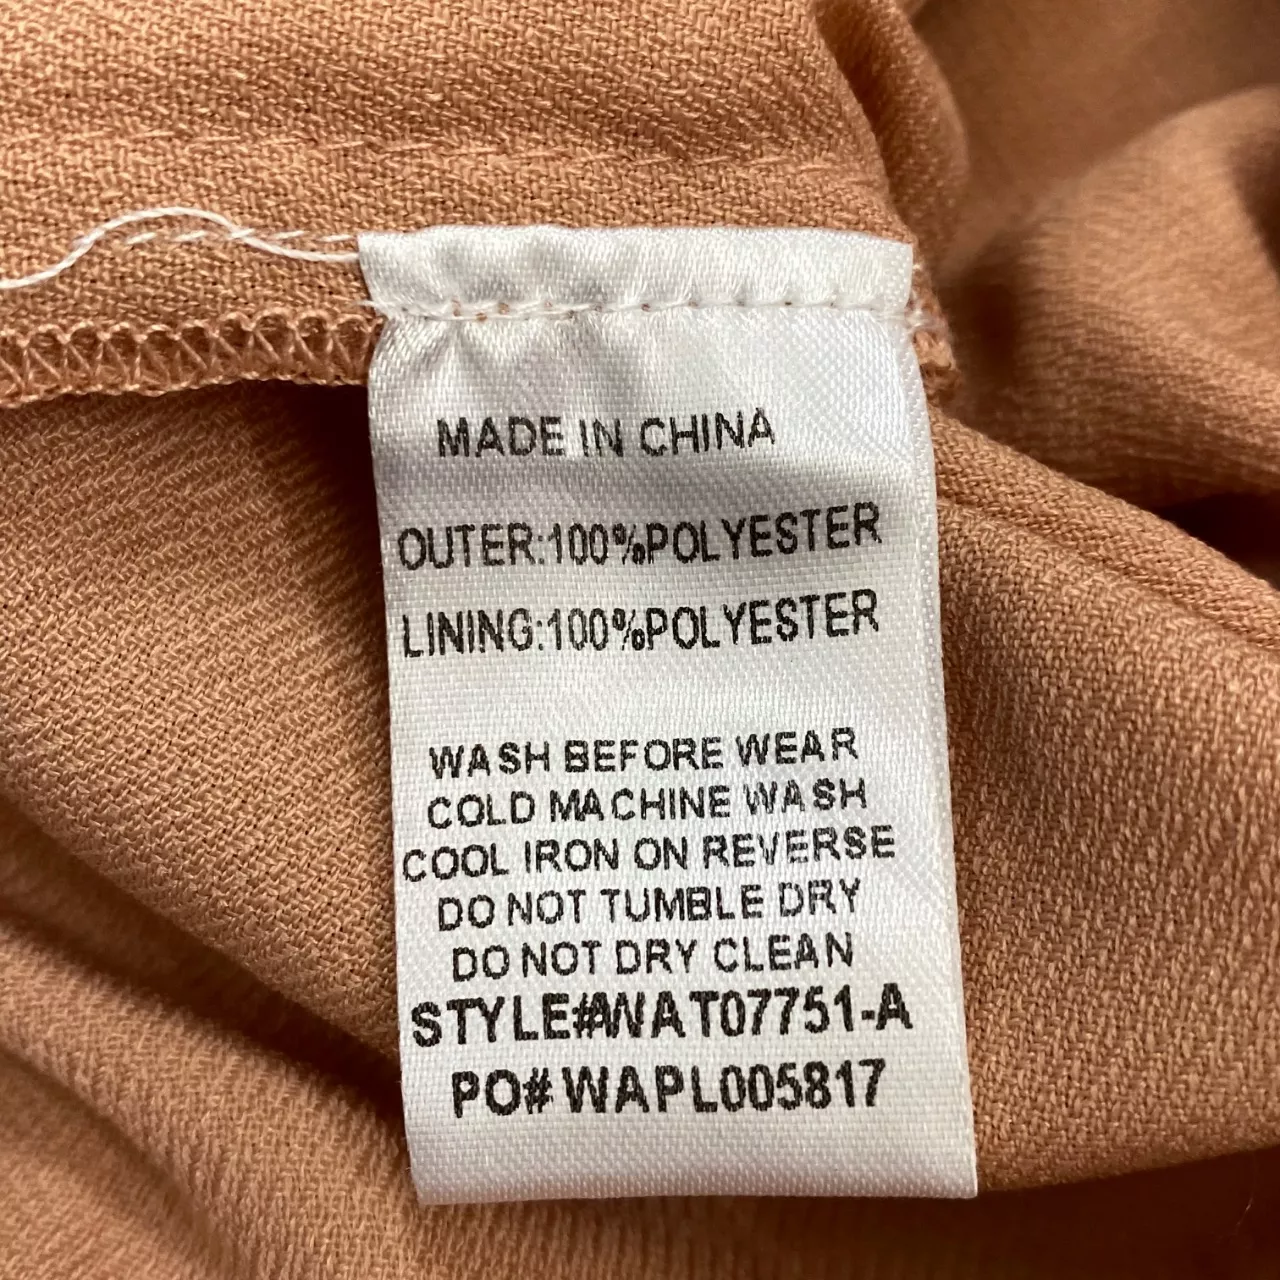 MADE IN CHINA
OUTER:100%POLYESTER
LINING:100%POLYESTER
WASH BEFORE WEAR
COLD MACHINE WASH
COOL IRON ON REVERSE
DO NOT TUMBLE DRY
DO NOT DRY CLEAN
STYLE#WAT07751-A
PO#WAPL005817